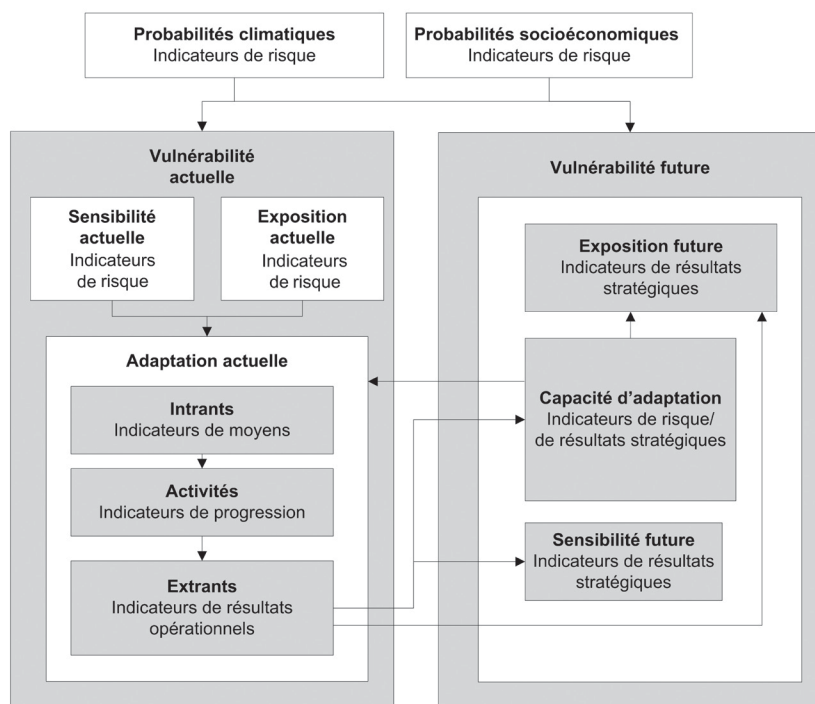 Probabilités climatiques
Indicateurs de risque
Probabilités socioéconomiques
Indicateurs de risque
Vulnérabilité
actuelle
Sensibilité
actuelle
Indicateurs
de risque
Exposition
actuelle
Indicateurs
de risque
Adaptation actuelle
Intrants
Indicateurs de moyens
Activités
Indicateurs de progression
Extrants
Indicateurs de résultats
opérationnels
Vulnérabilité future
Exposition future
Indicateurs de résultats
stratégiques
Capacité d’adaptation
Indicateurs de risque/
de résultats stratégiques
Sensibilité future
Indicateurs de résultats
stratégiques